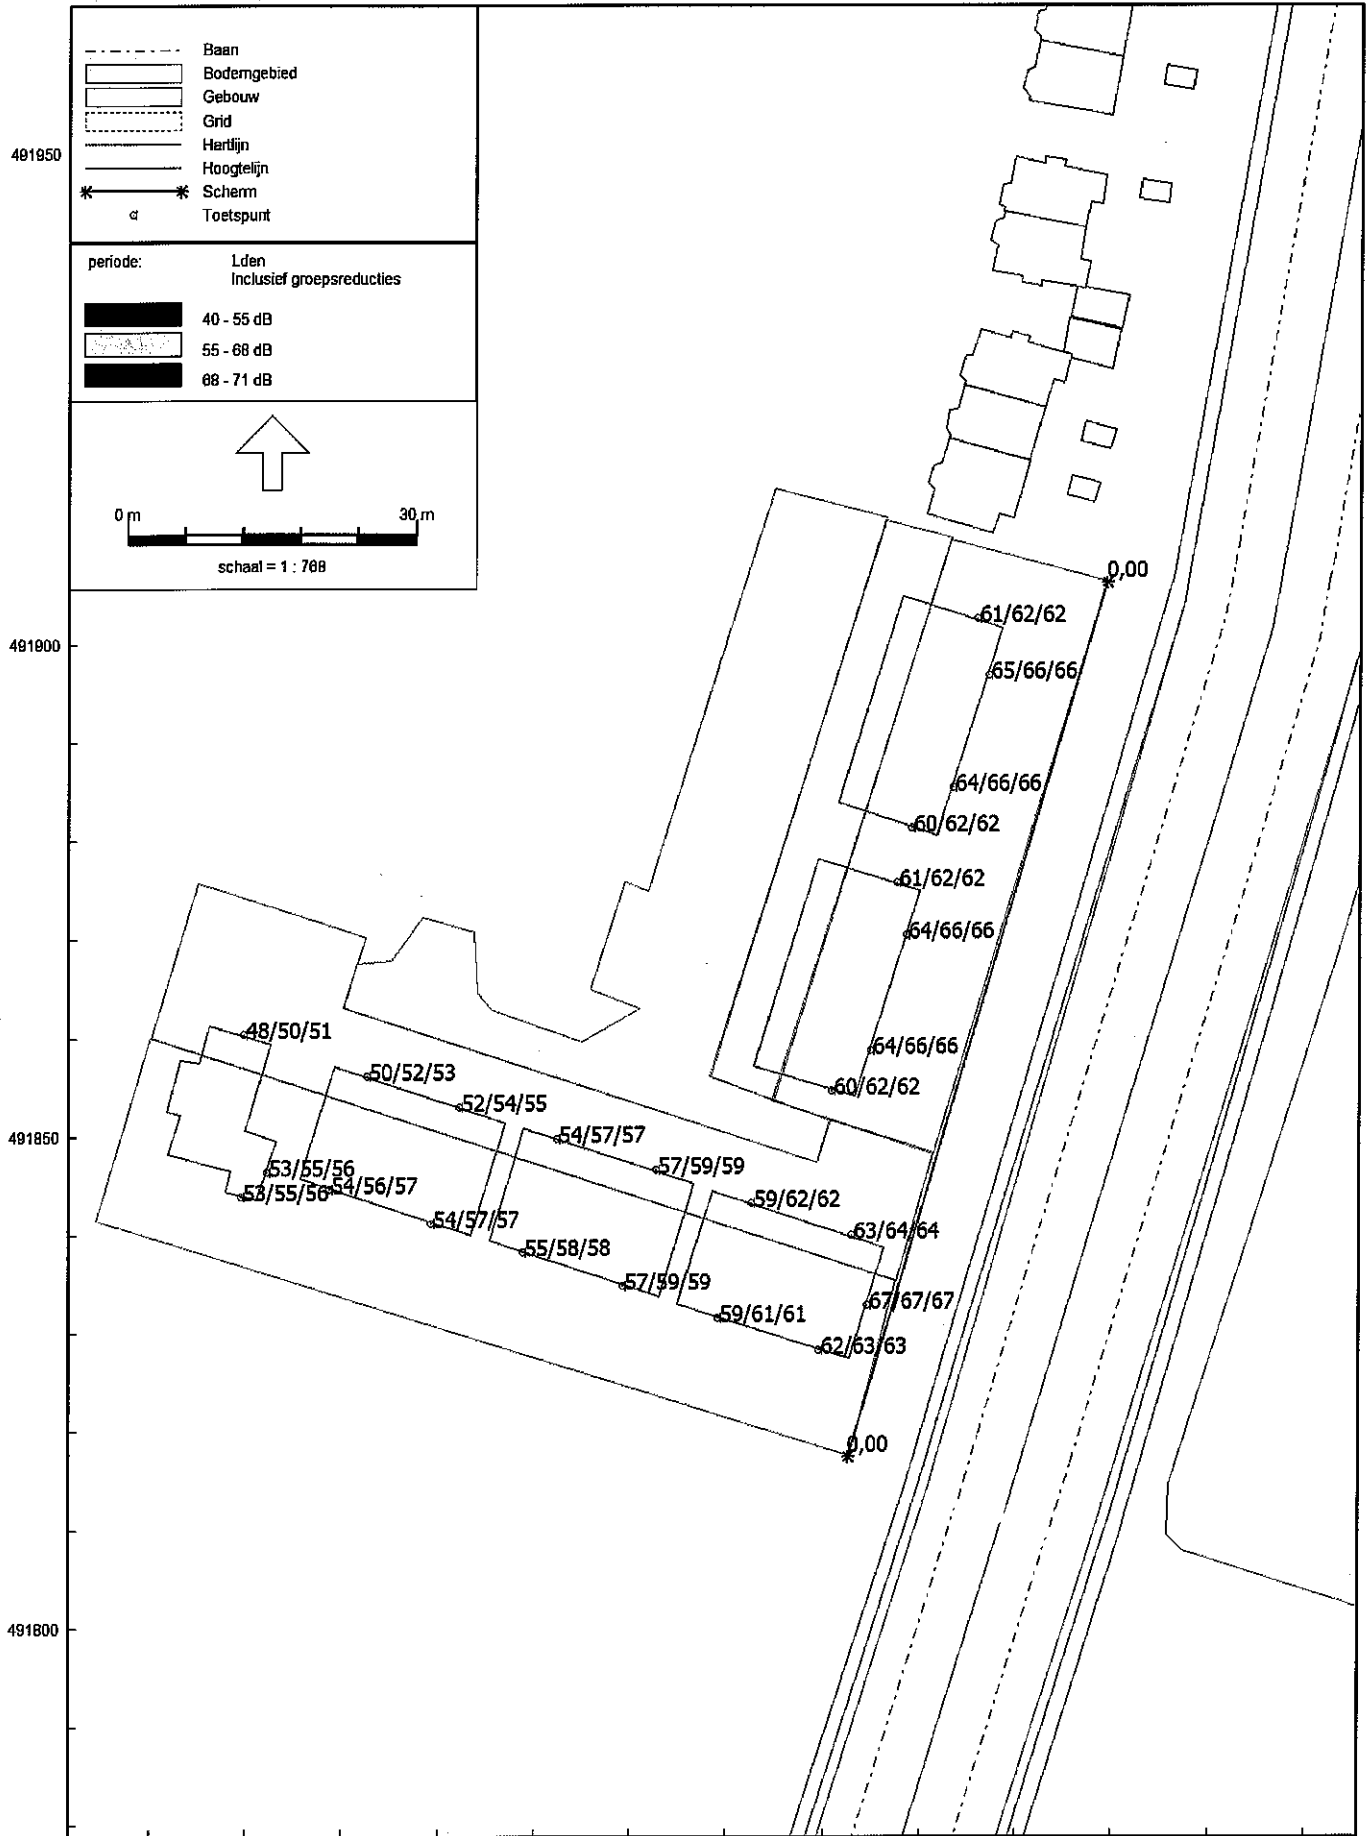 Baan
Bodemgebied
Gebouw
Grid
Hartlijn
Hoogtelijn
Scherm
Toetspunt
periode: Lden
Inclusief groepsreducties
40 - 55 dB
55 - 68 dB
68 - 71 dB
0 m 30 m
schaal = 1 : 768
491950
491900
491850
491800
0,00
61/62/62
65/66/66
64/66/66
60/62/62
61/62/62
64/66/66
64/66/66
60/62/62
48/50/51
50/52/53
52/54/55
54/57/57
57/59/59
59/62/62
63/64/64
53/55/56
53/55/56
54/56/57
54/57/57
55/58/58
57/59/59
59/61/61
67/67/67
62/63/63
0,00